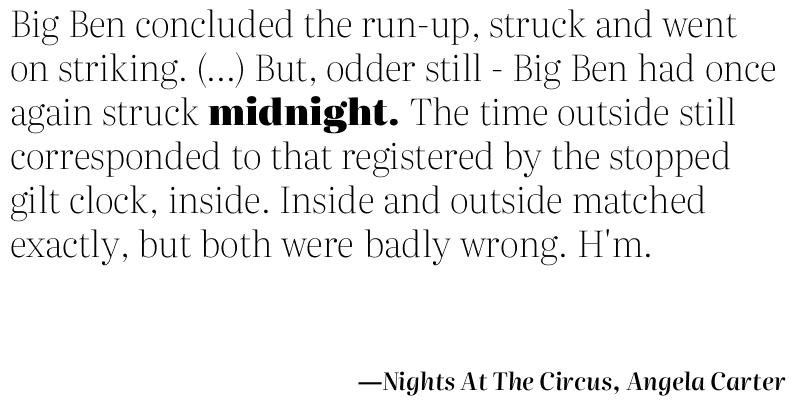 Big Ben concluded the run-up, struck and went
on striking. (...) But, odder still - Big Ben had once
again struck midnight. The time outside still
corresponded to that registered by the stopped
gilt clock, inside. Inside and outside matched
exactly, but both were badly wrong. H'm.
—Nights At The Circus, Angela Carter